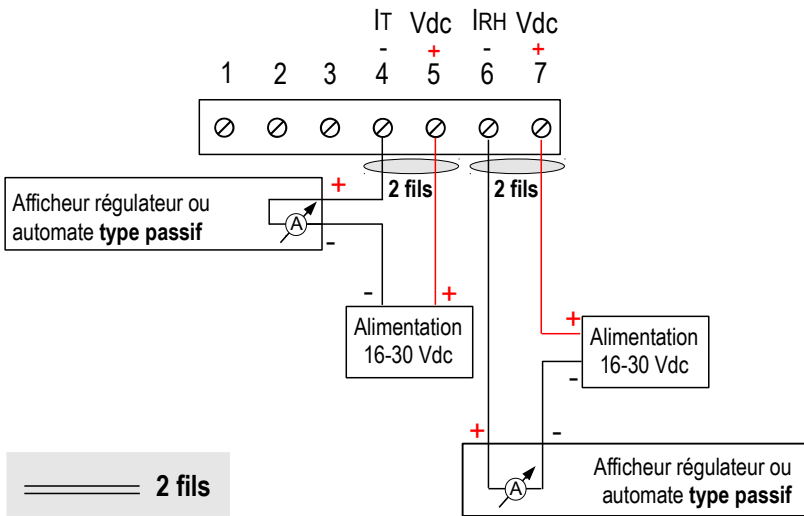 IT Vdc IRH Vdc
- + - +
1 2 3 4 5 6 7
2 fils 2 fils
+
Afficheur régulateur ou
automate type passif
A
-
- +
Alimentation
16-30 Vdc
+
Alimentation
16-30 Vdc
-
+ -
Afficheur régulateur ou
automate type passif
A
2 fils